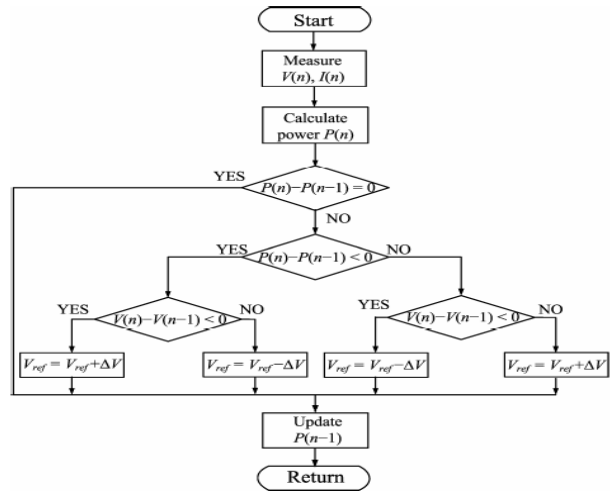 Start
Measure
V(n), I(n)
Calculate
power P(n)
YES
P(n)−P(n−1) = 0
NO
YES
P(n)−P(n−1) < 0
NO
YES
V(n)−V(n−1) < 0
NO
YES
V(n)−V(n−1) < 0
NO
Vref = Vref+ΔV
Vref = Vref−ΔV
Vref = Vref−ΔV
Vref = Vref+ΔV
Update
P(n−1)
Return